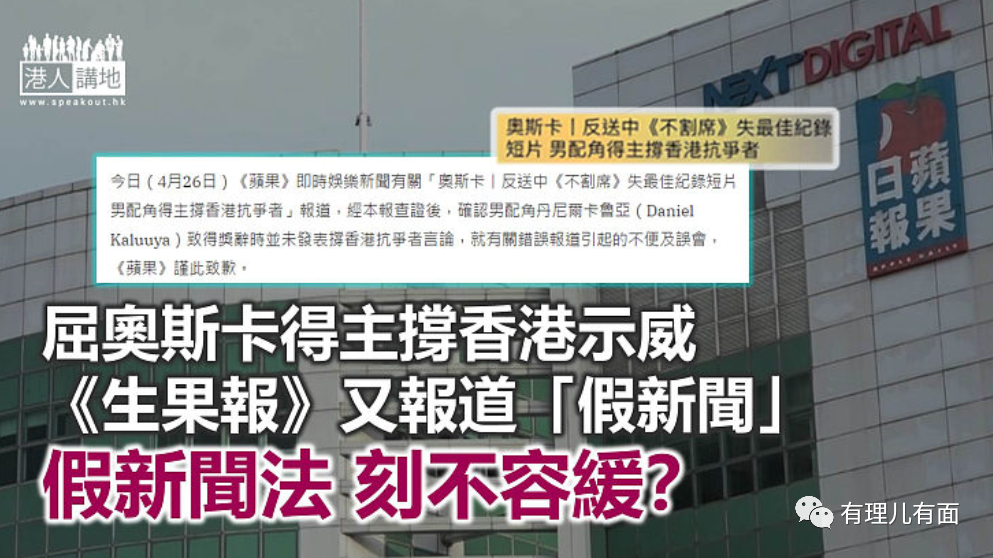 港人講地
www.speakout.hk
NEXT DIGITAL
奧斯卡丨反送中《不割席》失最佳紀錄
短片 男配角得主撐香港抗爭者
蘋果
日報
APPLE DAILY
今日（4月26日）《蘋果》即時娛樂新聞有關「奧斯卡丨反送中《不割席》失最佳紀錄短片
男配角得主撐香港抗爭者」報道，經本報查證後，確認男配角丹尼爾卡魯亞（Daniel
Kaluuya）致得獎辭時並未發表撐香港抗爭者言論，就有關錯誤報道引起的不便及誤會，
《蘋果》謹此致歉。
屈奧斯卡得主撐香港示威
《生果報》又報道「假新聞」
假新聞法 刻不容緩？
有理儿有面